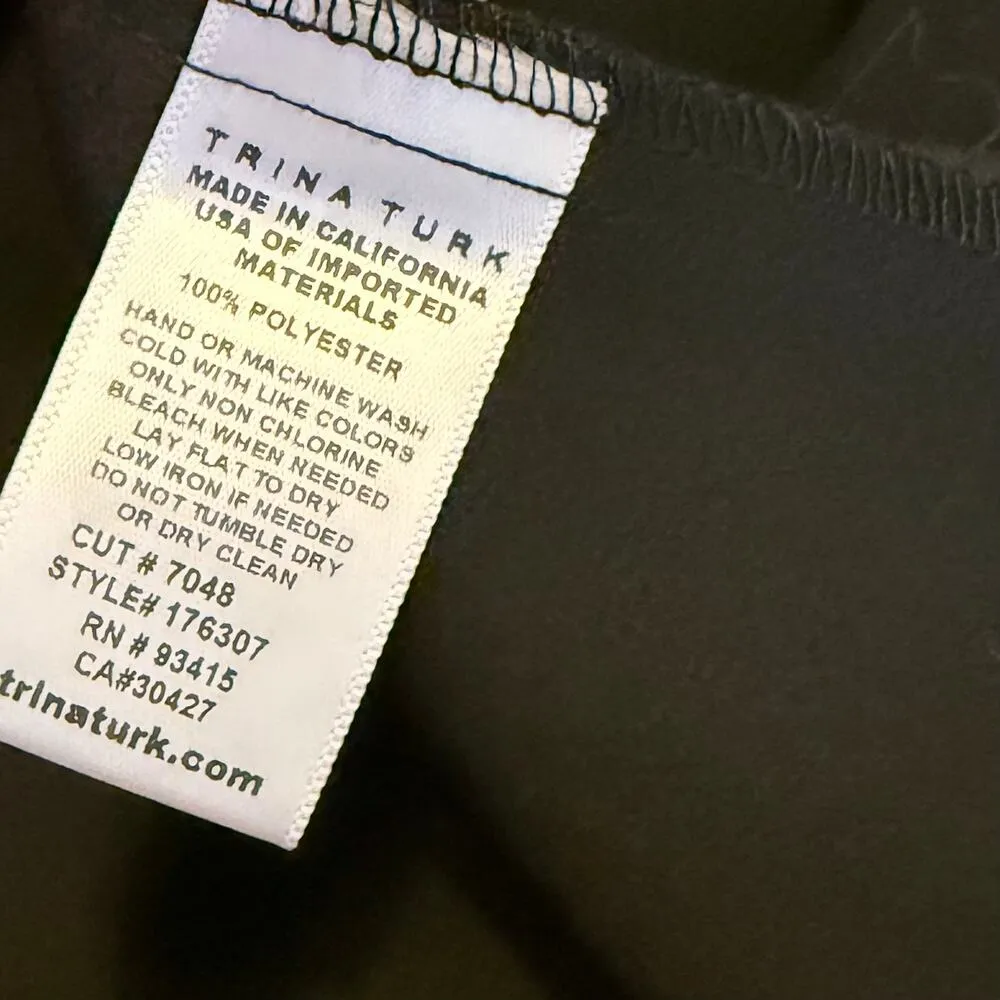 TRINA TURK
MADE IN CALIFORNIA
USA OF IMPORTED
MATERIALS
100% POLYESTER
HAND OR MACHINE WASH
COLD WITH LIKE COLORS
ONLY NON CHLORINE
BLEACH WHEN NEEDED
LAY FLAT TO DRY
LOW IRON IF NEEDED
DO NOT TUMBLE DRY
OR DRY CLEAN
CUT # 7048
STYLE# 176307
RN # 93415
CA#30427
trinaturk.com